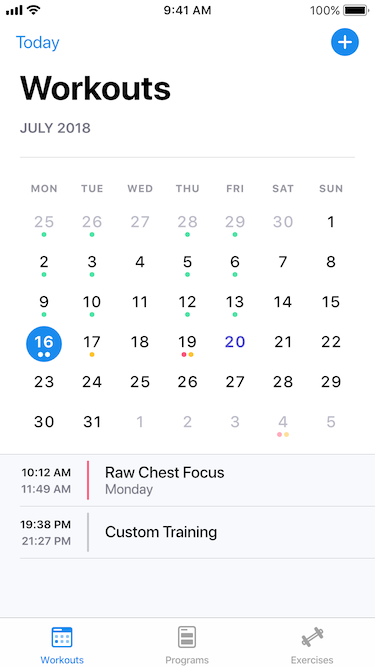 9:41 AM 100%
Today
Workouts
JULY 2018
MON TUE WED THU FRI SAT SUN
25 26 27 28 29 30 1
2 3 4 5 6 7 8
9 10 11 12 13 14 15
16 17 18 19 20 21 22
23 24 25 26 27 28 29
30 31 1 2 3 4 5
10:12 AM Raw Chest Focus
11:49 AM Monday
19:38 PM Custom Training
21:27 PM
Workouts Programs Exercises